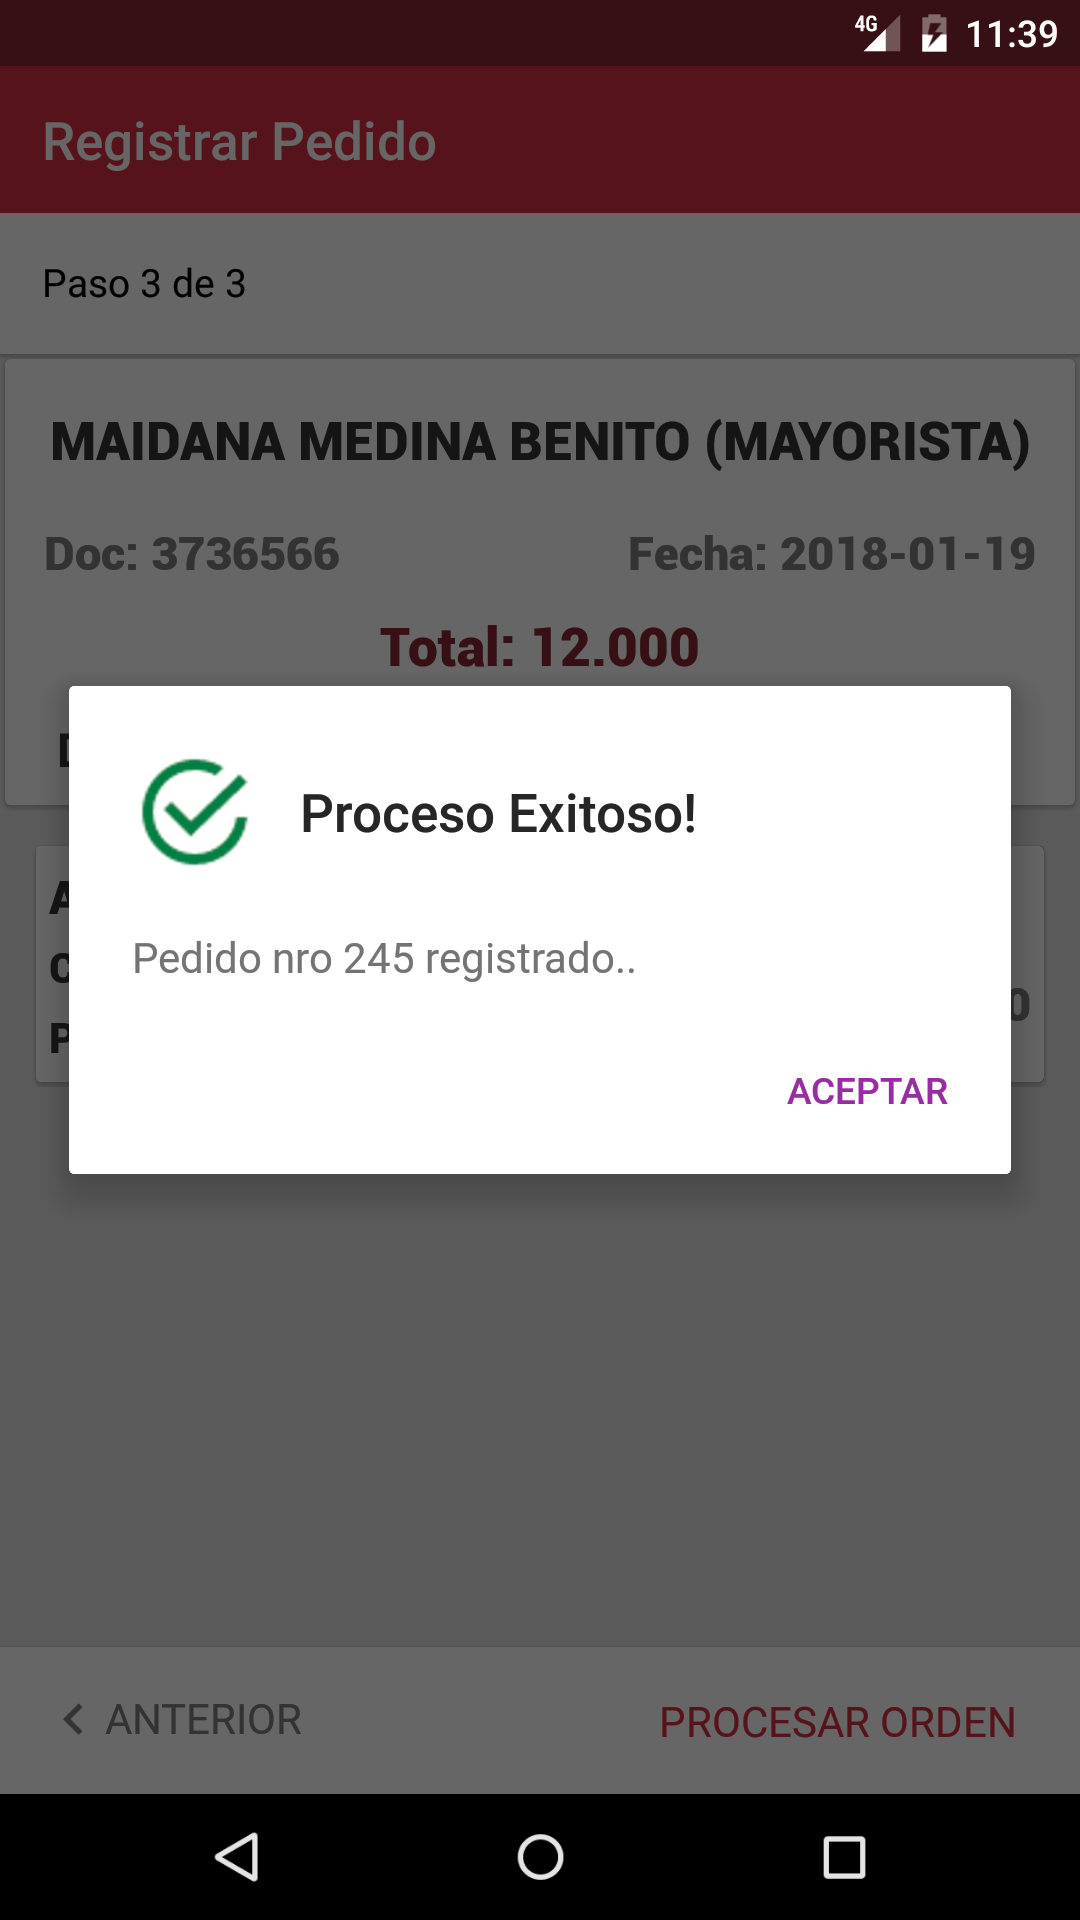 4G 11:39
Registrar Pedido
Paso 3 de 3
MAIDANA MEDINA BENITO (MAYORISTA)
Doc: 3736566 Fecha: 2018-01-19
Total: 12.000
Proceso Exitoso!
Pedido nro 245 registrado..
ACEPTAR
ANTERIOR PROCESAR ORDEN